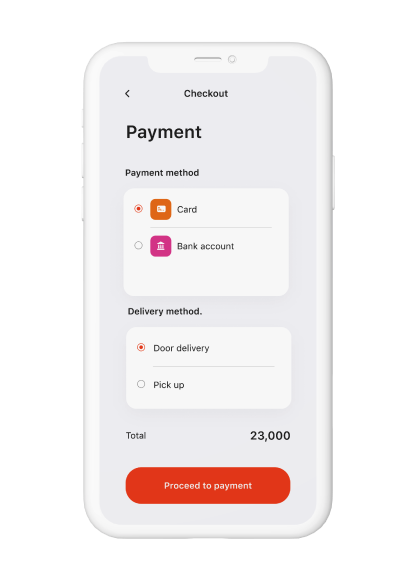 Checkout
Payment
Payment method
Card
Bank account
Delivery method.
Door delivery
Pick up
Total 23,000
Proceed to payment